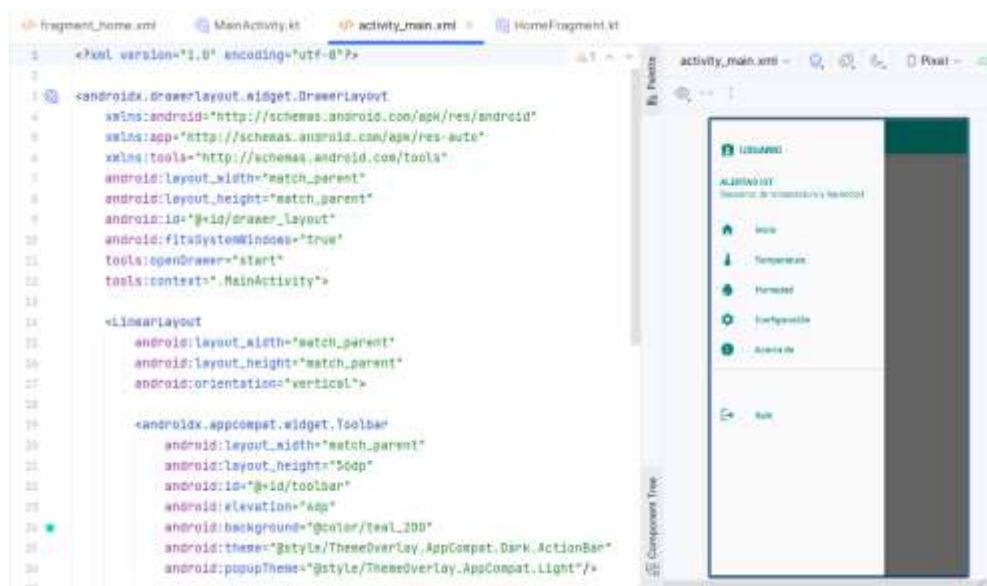 fragment_home.xml MainActivity.kt activity_main.xml HomeFragment.kt
<?xml version="1.0" encoding="utf-8"?>
<androidx.drawerlayout.widget.DrawerLayout
xmlns:android="http://schemas.android.com/apk/res/android"
xmlns:app="http://schemas.android.com/apk/res-auto"
xmlns:tools="http://schemas.android.com/tools"
android:layout_width="match_parent"
android:layout_height="match_parent"
android:id="@+id/drawer_layout"
android:fitsSystemWindows="true"
tools:openDrawer="start"
tools:context=".MainActivity">
<LinearLayout
android:layout_width="match_parent"
android:layout_height="match_parent"
android:orientation="vertical">
<androidx.appcompat.widget.Toolbar
android:layout_width="match_parent"
android:layout_height="56dp"
android:id="@+id/toolbar"
android:elevation="4dp"
android:background="@color/teal_200"
android:theme="@style/ThemeOverlay.AppCompat.Dark.ActionBar"
android:popupTheme="@style/ThemeOverlay.AppCompat.Light"/>
Palette
Component Tree
activity_main.xml Pixel
USUARIO
ALERTAS IOT
de temperatura y humedad
Inicio
Temperatura
Humedad
Configuración
Acerca de
Salir